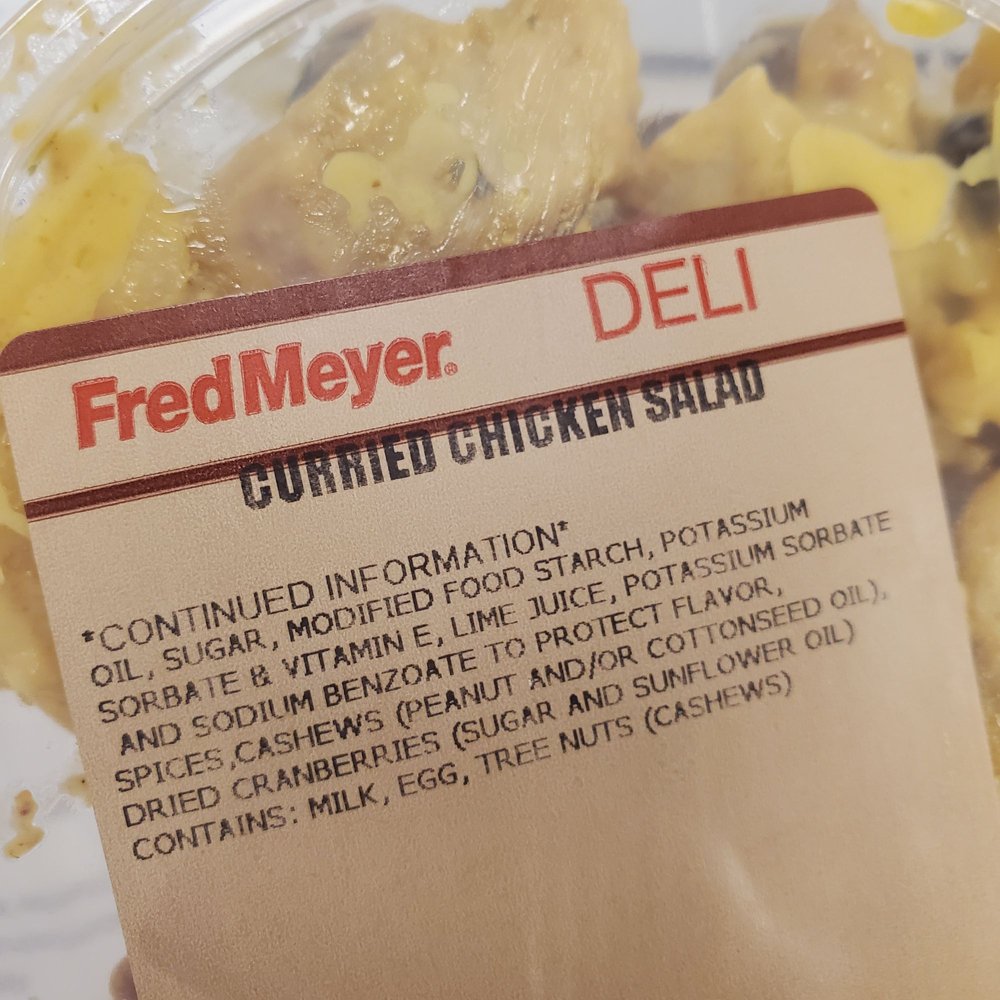 FredMeyer®
DELI
CURRIED CHICKEN SALAD
*CONTINUED INFORMATION*
OIL, SUGAR, MODIFIED FOOD STARCH, POTASSIUM
SORBATE & VITAMIN E, LIME JUICE, POTASSIUM SORBATE
AND SODIUM BENZOATE TO PROTECT FLAVOR,
SPICES,CASHEWS (PEANUT AND/OR COTTONSEED OIL),
DRIED CRANBERRIES (SUGAR AND SUNFLOWER OIL)
CONTAINS: MILK, EGG, TREE NUTS (CASHEWS)